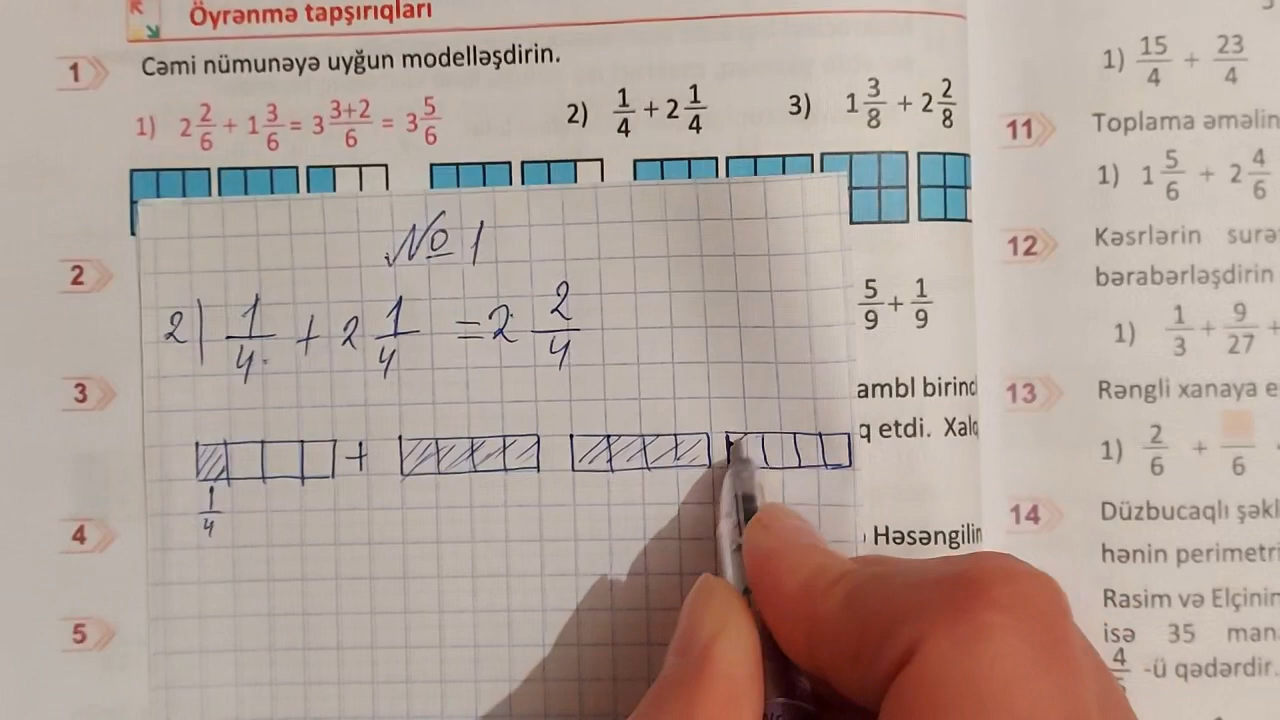 Öyrənmə tapşırıqları
1 Cəmi nümunəyə uyğun modelləşdirin.
1) 2 2/6 + 1 3/6 = 3 3+2/6 = 3 5/6
2) 1/4 + 2 1/4
3) 1 3/8 + 2 2/8
№ 1
2) 1/4 + 2 1/4 = 2 2/4
+
1/4
2
5/9 + 1/9
3
ambl birinc
q etdi. Xalq
4
Həsəngilin
5
1) 15/4 + 23/4
11 Toplama əməlin
1) 1 5/6 + 2 4/6
12 Kəsrlərin surə
bərabərləşdirin
1) 1/3 + 9/27 +
13 Rəngli xanaya e
1) 2/6 + /6
14 Düzbucaqlı şəkl
hənin perimetri
Rasim və Elçinin
isə 35 man
-ü qədərdir.